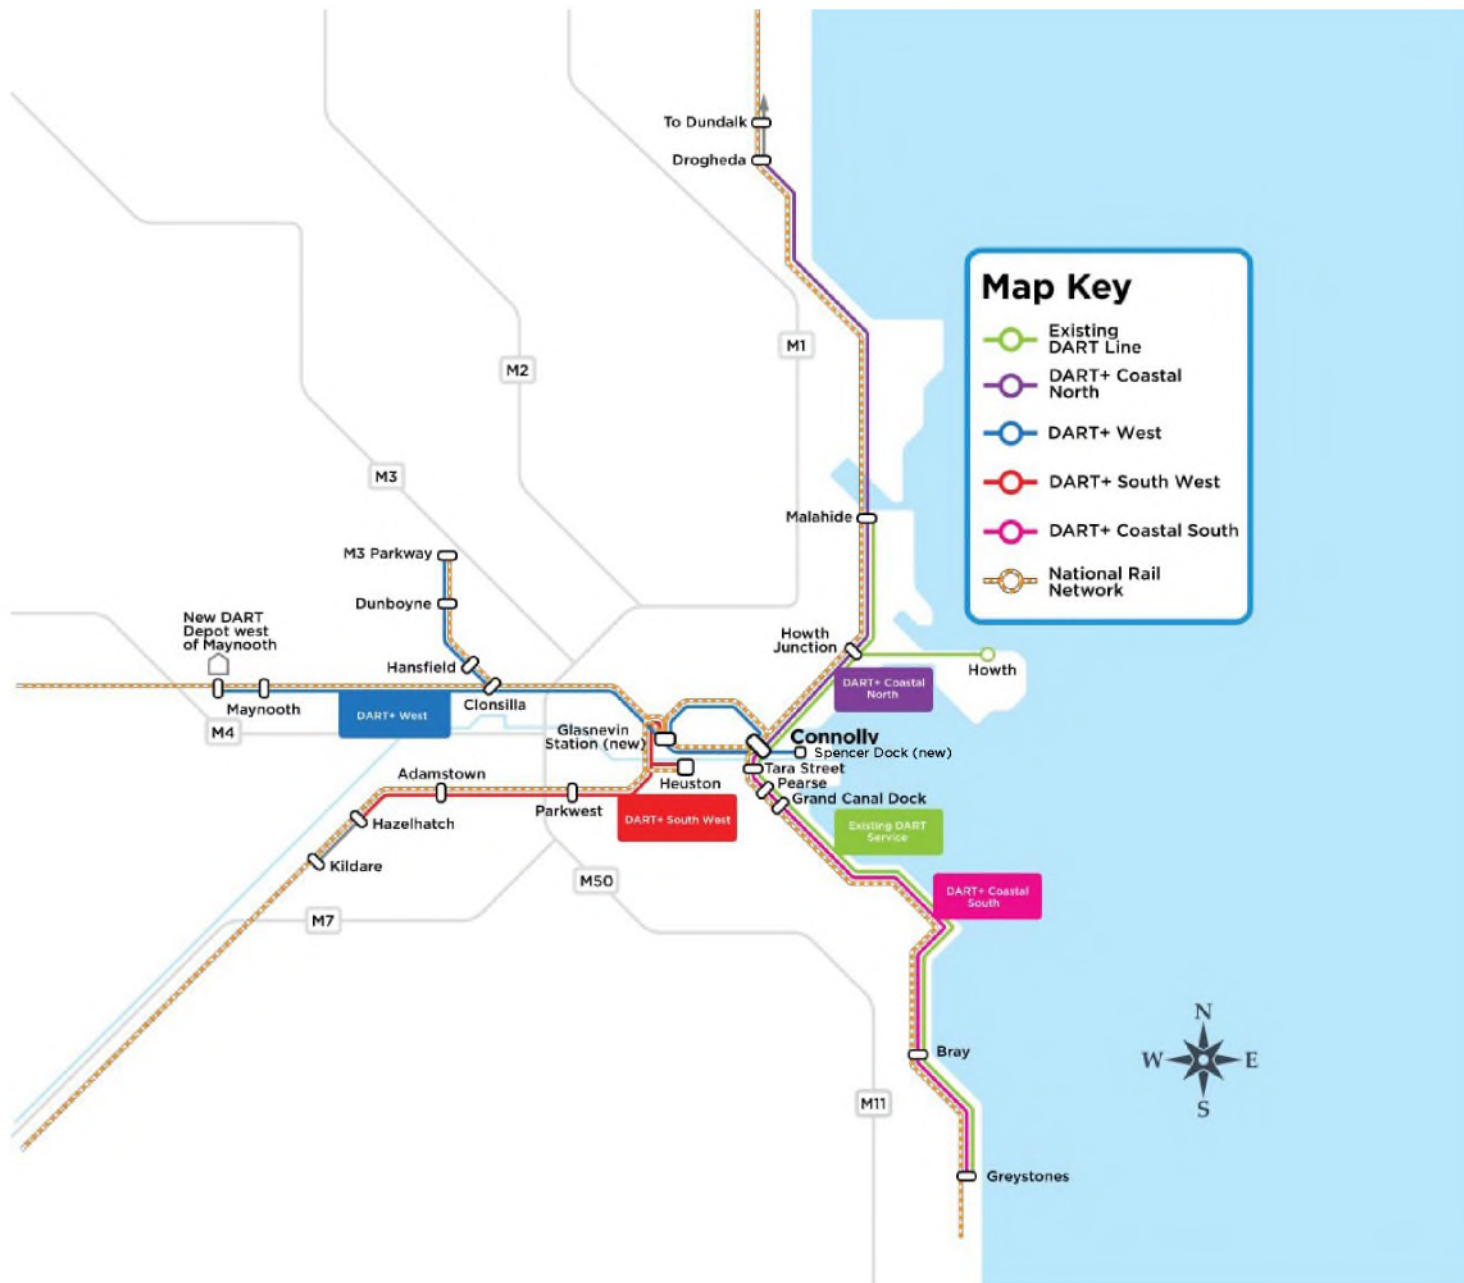 To Dundalk
Drogheda
Map Key
Existing
DART Line
DART+ Coastal
North
DART+ West
DART+ South West
DART+ Coastal South
National Rail
Network
M1
M2
M3
Malahide
M3 Parkway
Dunboyne
New DART
Depot west
of Maynooth
Howth
Junction
Hansfield
Howth
DART+ Coastal
North
Maynooth
Clonsilla
DART+ West
M4
Glasnevin
Station (new)
Connolly
Spencer Dock (new)
Tara Street
Pearse
Grand Canal Dock
Heuston
Adamstown
Parkwest
DART+ South West
Hazelhatch
Existing DART
Service
Kildare
M50
DART+ Coastal
South
M7
N
W
E
S
Bray
M11
Greystones